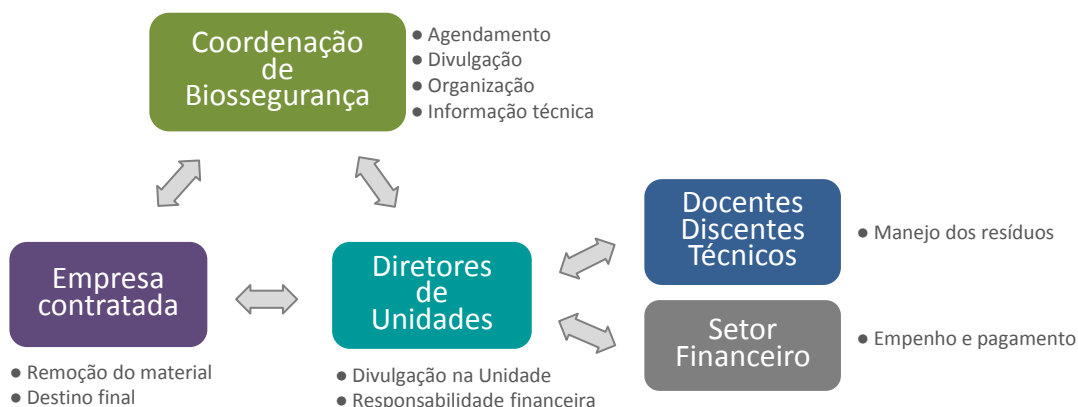 Coordenação
de
Biossegurança
● Agendamento
● Divulgação
● Organização
● Informação técnica
Empresa
contratada
● Remoção do material
● Destino final
Diretores
de
Unidades
● Divulgação na Unidade
● Responsabilidade financeira
Docentes
Discentes
Técnicos
● Manejo dos resíduos
Setor
Financeiro
● Empenho e pagamento